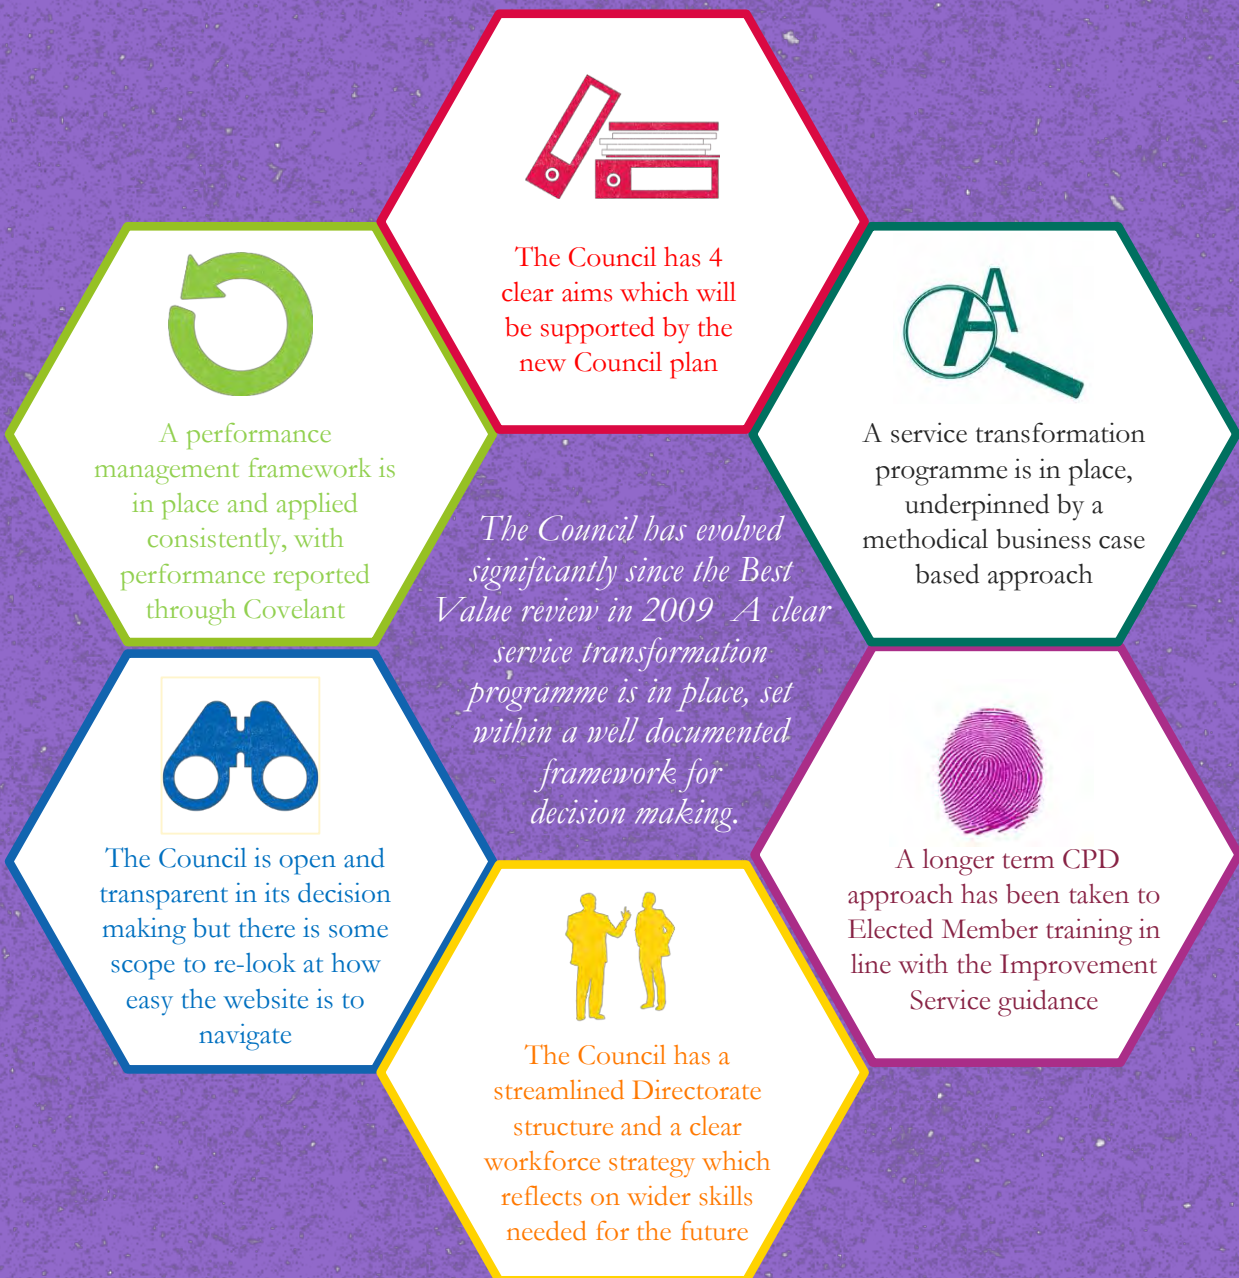 The Council has 4
clear aims which will
be supported by the
new Council plan
A performance
management framework is
in place and applied
consistently, with
performance reported
through Covelant
A service transformation
programme is in place,
underpinned by a
methodical business case
based approach
The Council has evolved
significantly since the Best
Value review in 2009  A clear
service transformation
programme is in place, set
within a well documented
framework for
decision making.
The Council is open and
transparent in its decision
making but there is some
scope to re-look at how
easy the website is to
navigate
A longer term CPD
approach has been taken to
Elected Member training in
line with the Improvement
Service guidance
The Council has a
streamlined Directorate
structure and a clear
workforce strategy which
reflects on wider skills
needed for the future